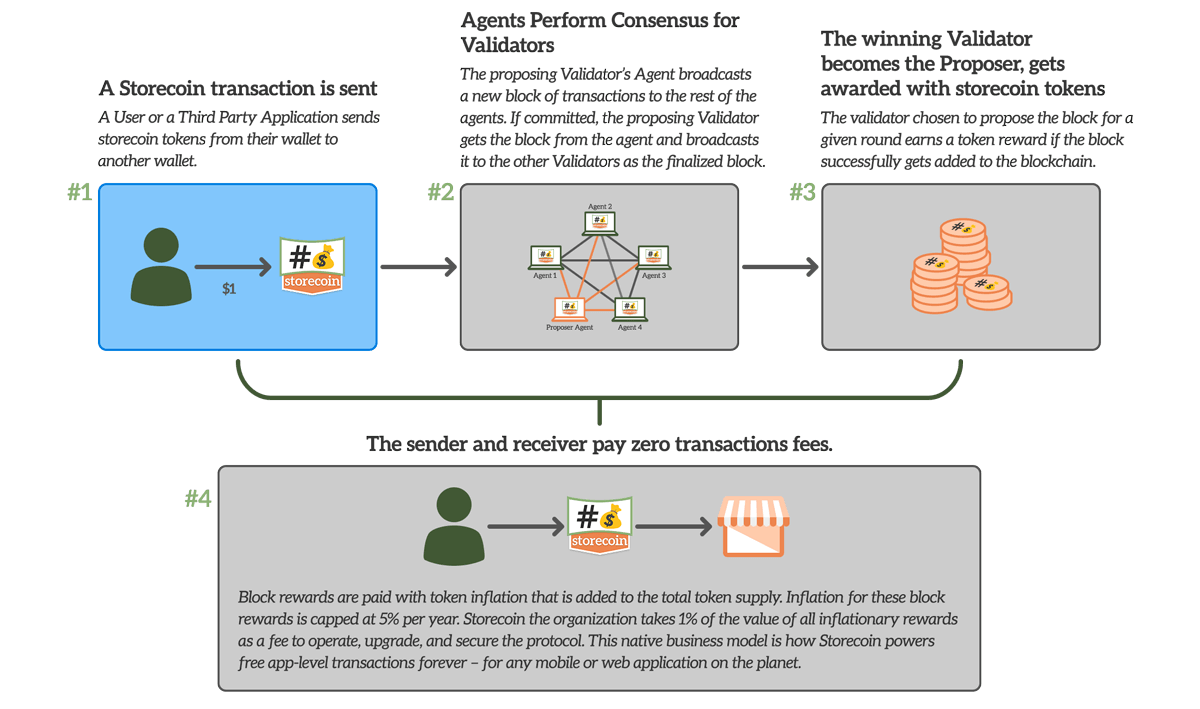 A Storecoin transaction is sent
A User or a Third Party Application sends
storecoin tokens from their wallet to
another wallet.
#1
$1
#$
storecoin
Agents Perform Consensus for
Validators
The proposing Validator's Agent broadcasts
a new block of transactions to the rest of the
agents. If committed, the proposing Validator
gets the block from the agent and broadcasts
it to the other Validators as the finalized block.
#2
Agent 2
Agent 1
Agent 3
Proposer Agent
Agent 4
The winning Validator
becomes the Proposer, gets
awarded with storecoin tokens
The validator chosen to propose the block for a
given round earns a token reward if the block
successfully gets added to the blockchain.
#3
#$
#$
#$
The sender and receiver pay zero transactions fees.
#4
#$
storecoin
Block rewards are paid with token inflation that is added to the total token supply. Inflation for these block
rewards is capped at 5% per year. Storecoin the organization takes 1% of the value of all inflationary rewards
as a fee to operate, upgrade, and secure the protocol. This native business model is how Storecoin powers
free app-level transactions forever – for any mobile or web application on the planet.